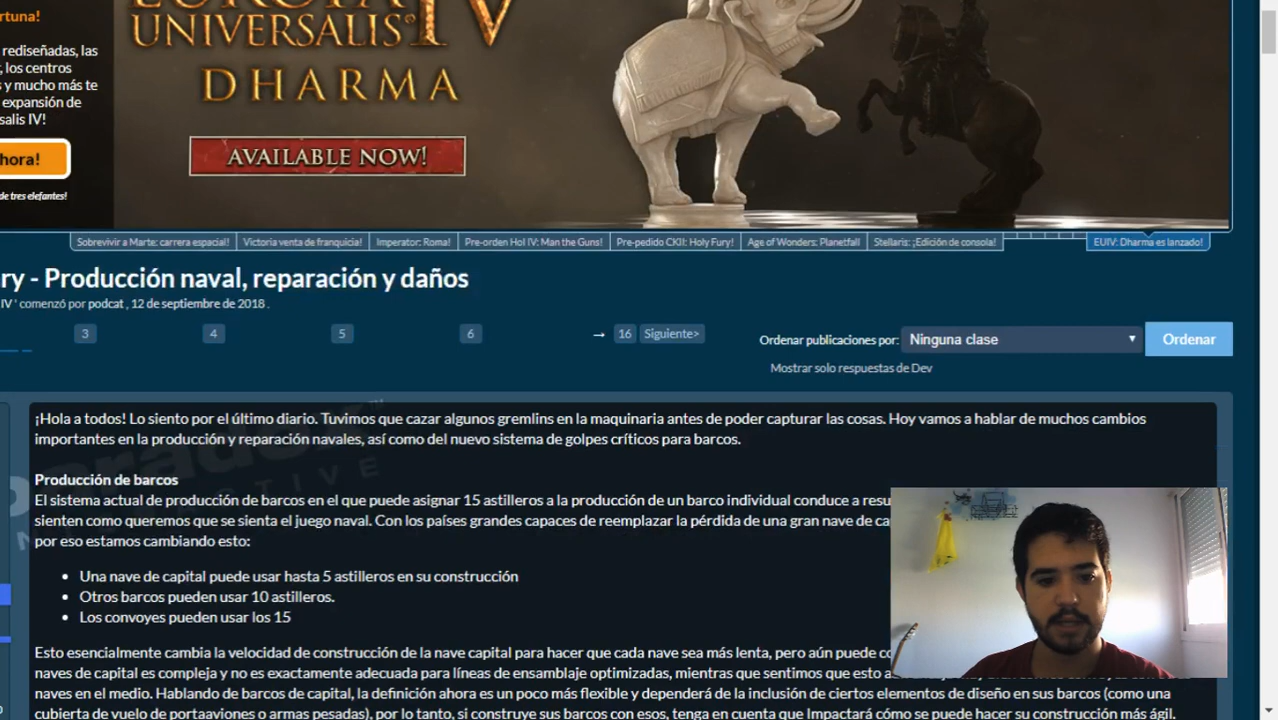 ortuna!
EUROPA
UNIVERSALIS IV
DHARMA
AVAILABLE NOW!
rediseñadas, las
, los centros
s y mucho más te
expansión de
salis IV!
hora!
de tres elefantes!
Sobrevivir a Marte: carrera espacial! Victoria venta de franquicia! Imperator: Roma! Pre-orden HoI IV: Man the Guns! Pre-pedido CKII: Holy Fury! Age of Wonders: Planetfall Stellaris: ¡Edición de consola! EUIV: Dharma es lanzado!
ry - Producción naval, reparación y daños
IV ' comenzó por podcat , 12 de septiembre de 2018 .
3 4 5 6 → 16 Siguiente>
Ordenar publicaciones por: Ninguna clase Ordenar
Mostrar solo respuestas de Dev
¡Hola a todos! Lo siento por el último diario. Tuvimos que cazar algunos gremlins en la maquinaria antes de poder capturar las cosas. Hoy vamos a hablar de muchos cambios
importantes en la producción y reparación navales, así como del nuevo sistema de golpes críticos para barcos.
Producción de barcos
El sistema actual de producción de barcos en el que puede asignar 15 astilleros a la producción de un barco individual conduce a resu
sienten como queremos que se sienta el juego naval. Con los países grandes capaces de reemplazar la pérdida de una gran nave de ca
por eso estamos cambiando esto:
• Una nave de capital puede usar hasta 5 astilleros en su construcción
• Otros barcos pueden usar 10 astilleros.
• Los convoyes pueden usar los 15
Esto esencialmente cambia la velocidad de construcción de la nave capital para hacer que cada nave sea más lenta, pero aún puede co
naves de capital es compleja y no es exactamente adecuada para líneas de ensamblaje optimizadas, mientras que sentimos que esto a
naves en el medio. Hablando de barcos de capital, la definición ahora es un poco más flexible y dependerá de la inclusión de ciertos elementos de diseño en sus barcos (como una
cubierta de vuelo de portaaviones o armas pesadas), por lo tanto, si construye sus barcos con esos, tenga en cuenta que Impactará cómo se puede hacer su construcción más ágil.